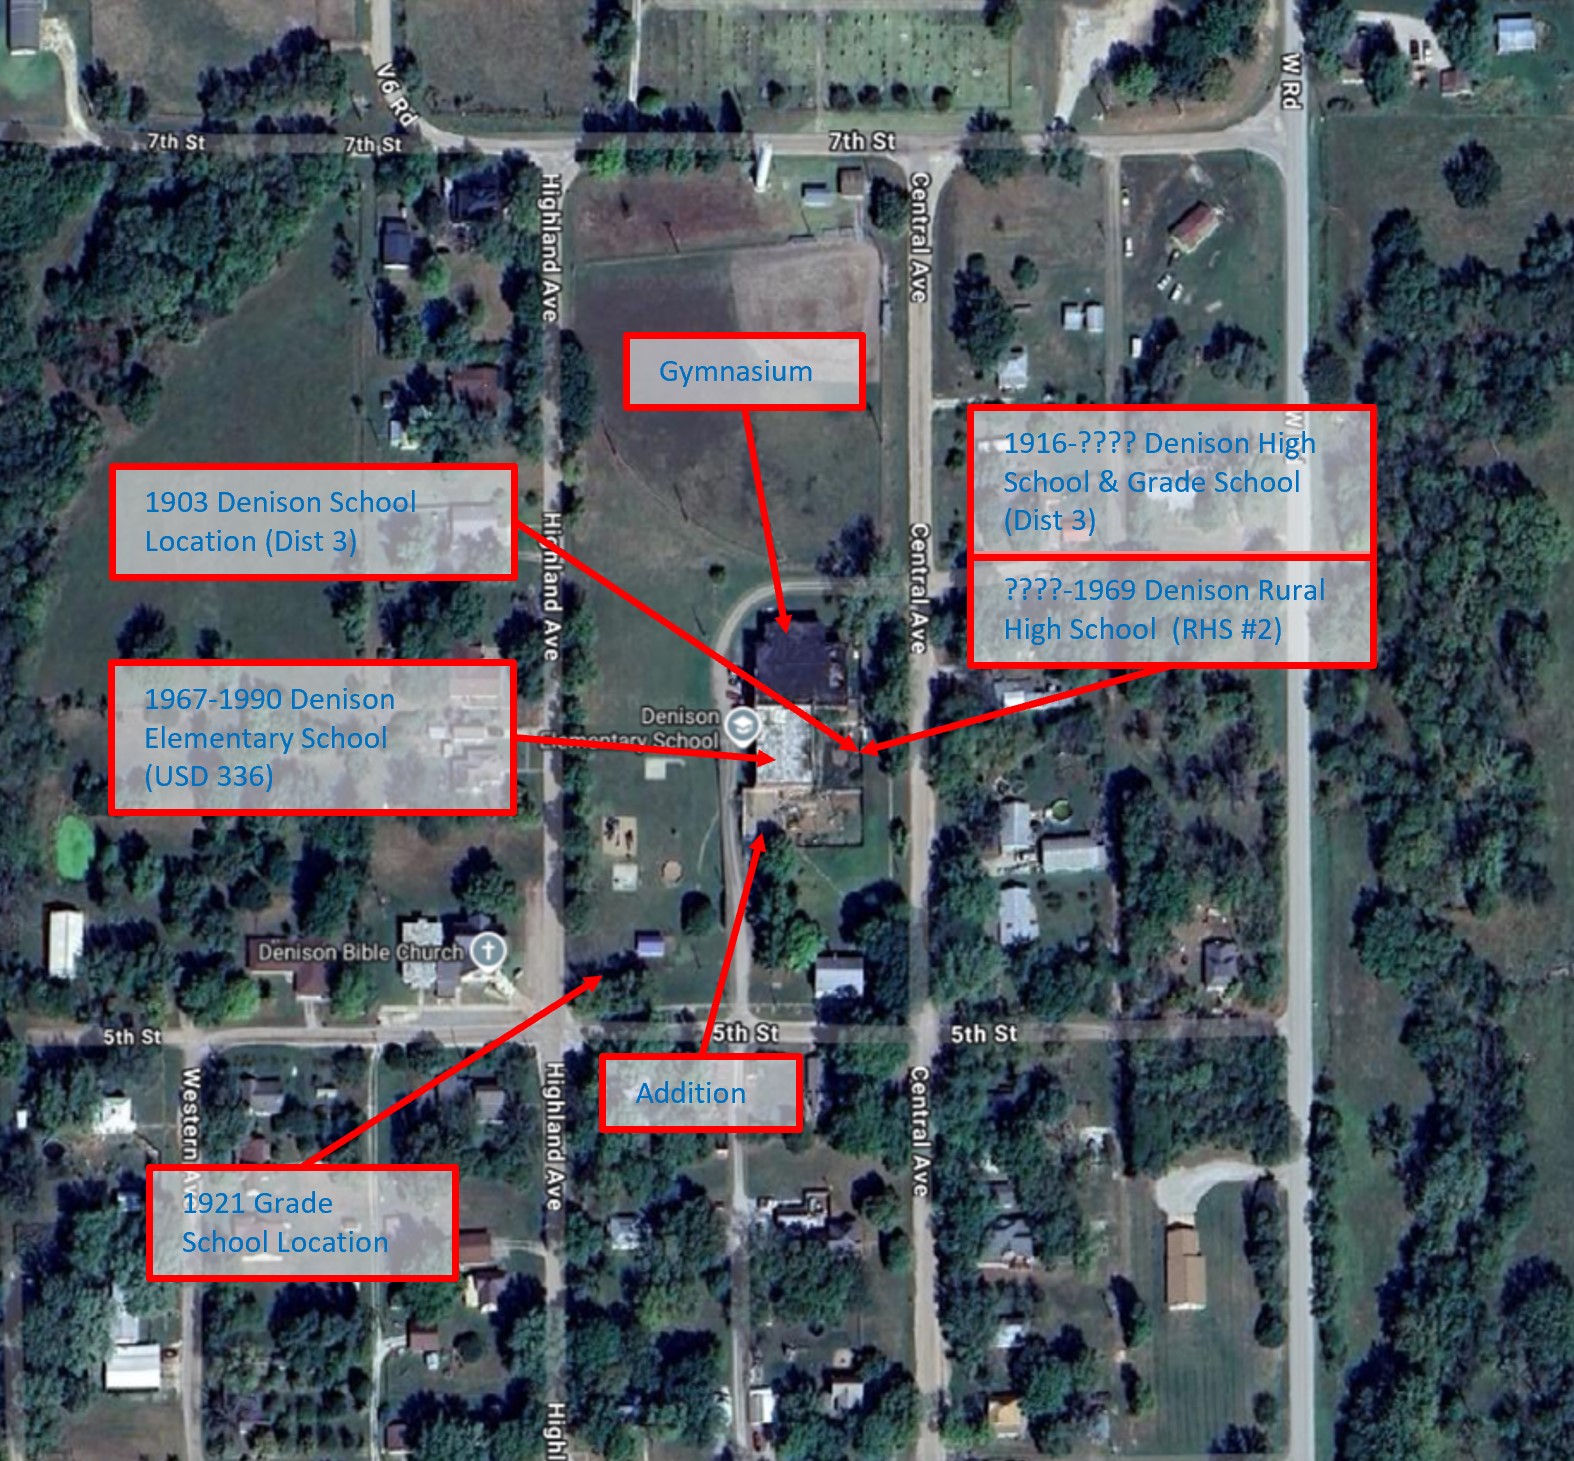 V6 Rd
W Rd
7th St
7th St
7th St
Highland Ave
Central Ave
Gymnasium
1916-???? Denison High
School & Grade School
(Dist 3)
1903 Denison School
Location (Dist 3)
Highland Ave
Central Ave
????-1969 Denison Rural
High School (RHS #2)
1967-1990 Denison
Elementary School
(USD 336)
Denison
Elementary School
Denison Bible Church
5th St
5th St
5th St
Western Av
Highland Ave
Central Ave
Addition
1921 Grade
School Location
Highl